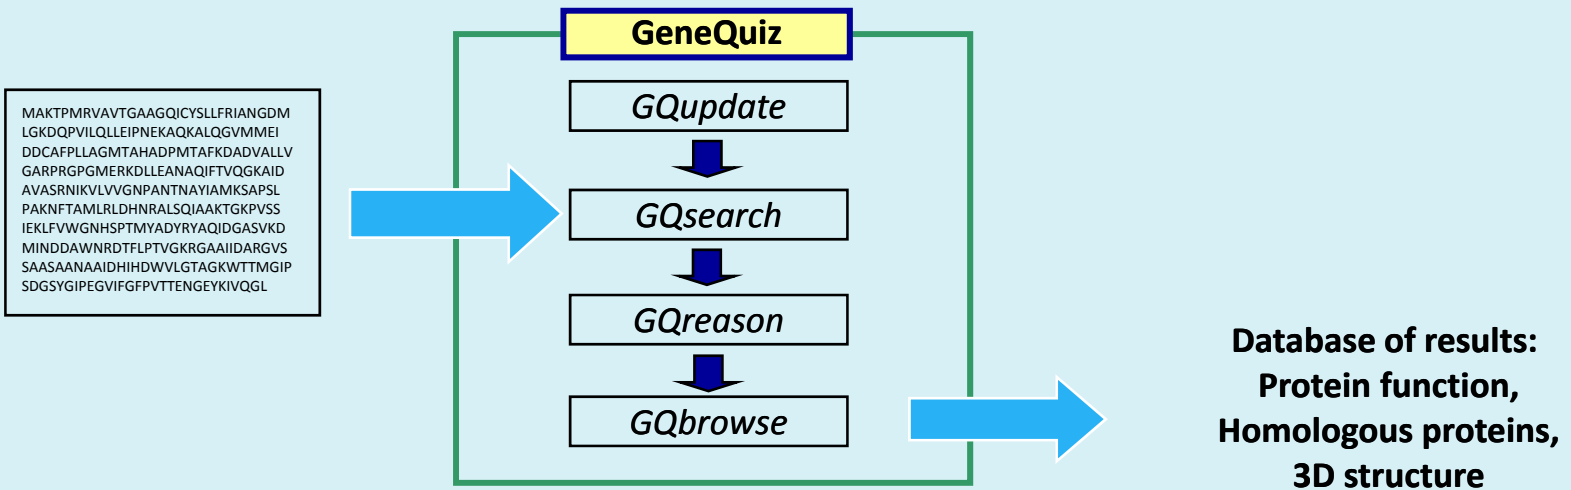 GeneQuiz
MAKTPMRVAVTGAAGQICYSLLFRIANGDM
LGKDQPVILQLLEIPNEKAQKALQGVMMEI
DDCAFPLLAGMTAHADPMTAFKDADVALLV
GARPRGPGMERKDLLEANAQIFTVQGKAID
AVASRNIKVLVVGNPANTNAYIAMKSAPSL
PAKNFTAMLRLDHNRALSQIAAKTGKPVSS
IEKLFVWGNHSPTMYADYRYAQIDGASVKD
MINDDAWNRDTFLPTVGKRGAAIIDARGVS
SAASAANAAIDHIHDWVLGTAGKWTTMGIP
SDGSYGIPEGVIFGFPVTTENGEYKIVQGL
GQupdate
GQsearch
GQreason
GQbrowse
Database of results:
Protein function,
Homologous proteins,
3D structure